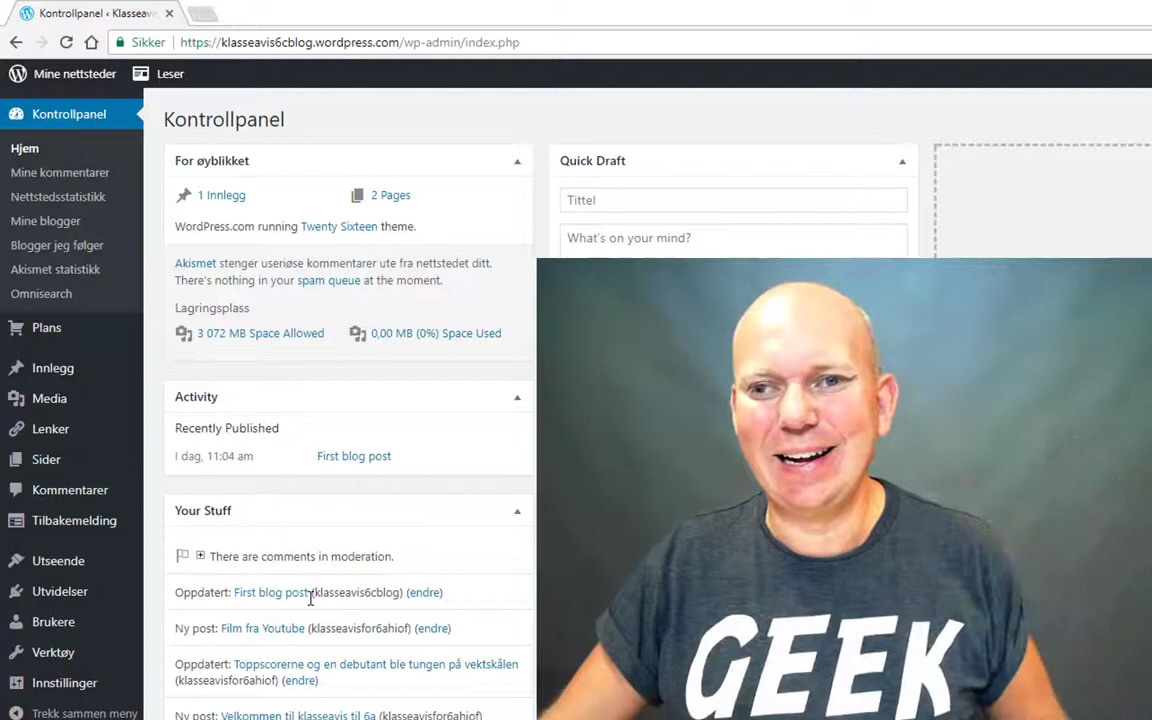 Kontrollpanel ‹ Klasseavis
Sikker https://klasseavis6cblog.wordpress.com/wp-admin/index.php
Mine nettsteder Leser
Kontrollpanel
Hjem
Mine kommentarer
Nettstedsstatistikk
Mine blogger
Blogger jeg følger
Akismet statistikk
Omnisearch
Plans
Innlegg
Media
Lenker
Sider
Kommentarer
Tilbakemelding
Utseende
Utvidelser
Brukere
Verktøy
Innstillinger
Trekk sammen meny
Kontrollpanel
For øyblikket
1 Innlegg 2 Pages
WordPress.com running Twenty Sixteen theme.
Akismet stenger useriøse kommentarer ute fra nettstedet ditt.
There's nothing in your spam queue at the moment.
Lagringsplass
3 072 MB Space Allowed 0,00 MB (0%) Space Used
Activity
Recently Published
I dag, 11:04 am First blog post
Your Stuff
There are comments in moderation.
Oppdatert: First blog post (klasseavis6cblog) (endre)
Ny post: Film fra Youtube (klasseavisfor6ahiof) (endre)
Oppdatert: Toppscorerne og en debutant ble tungen på vektskålen
(klasseavisfor6ahiof) (endre)
Ny post: Velkommen til klasseavis til 6a (klasseavisfor6ahiof)
Quick Draft
Tittel
What's on your mind?
GEEK